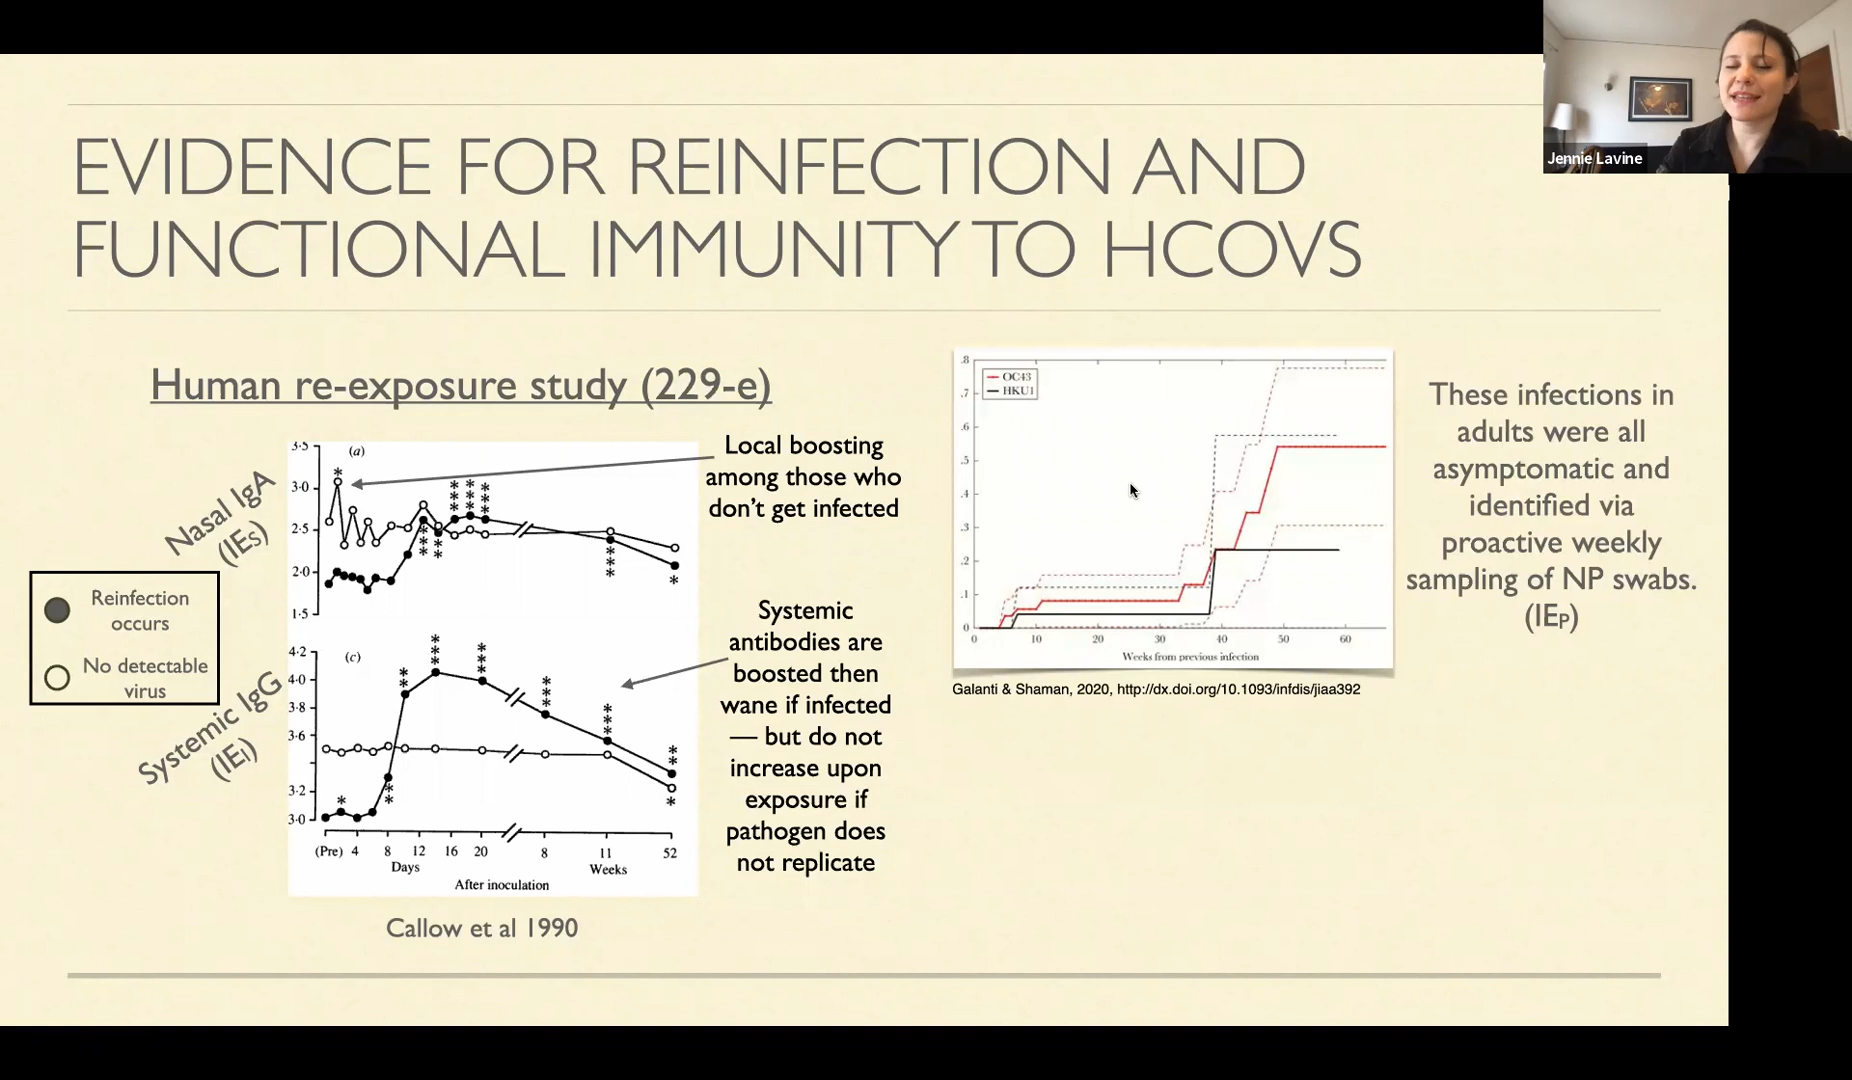 Jennie Lavine
EVIDENCE FOR REINFECTION AND
FUNCTIONAL IMMUNITY TO HCOVS
Human re-exposure study (229-e)
Nasal IgA
(IEs)
Systemic IgG
(IEI)
Reinfection
occurs
No detectable
virus
3·5
(a)
3·0
2·5
2·0
1·5
4·2
(c)
4·0
3·8
3·6
3·2
3·0
(Pre) 4 8 12 16 20 8 11 52
Days Weeks
After inoculation
Callow et al 1990
Local boosting
among those who
don't get infected
Systemic
antibodies are
boosted then
wane if infected
— but do not
increase upon
exposure if
pathogen does
not replicate
OC43
HKU1
.8
.7
.6
.5
.4
.3
.2
.1
0
0 10 20 30 40 50 60
Weeks from previous infection
Galanti & Shaman, 2020, http://dx.doi.org/10.1093/infdis/jiaa392
These infections in
adults were all
asymptomatic and
identified via
proactive weekly
sampling of NP swabs.
(IEP)